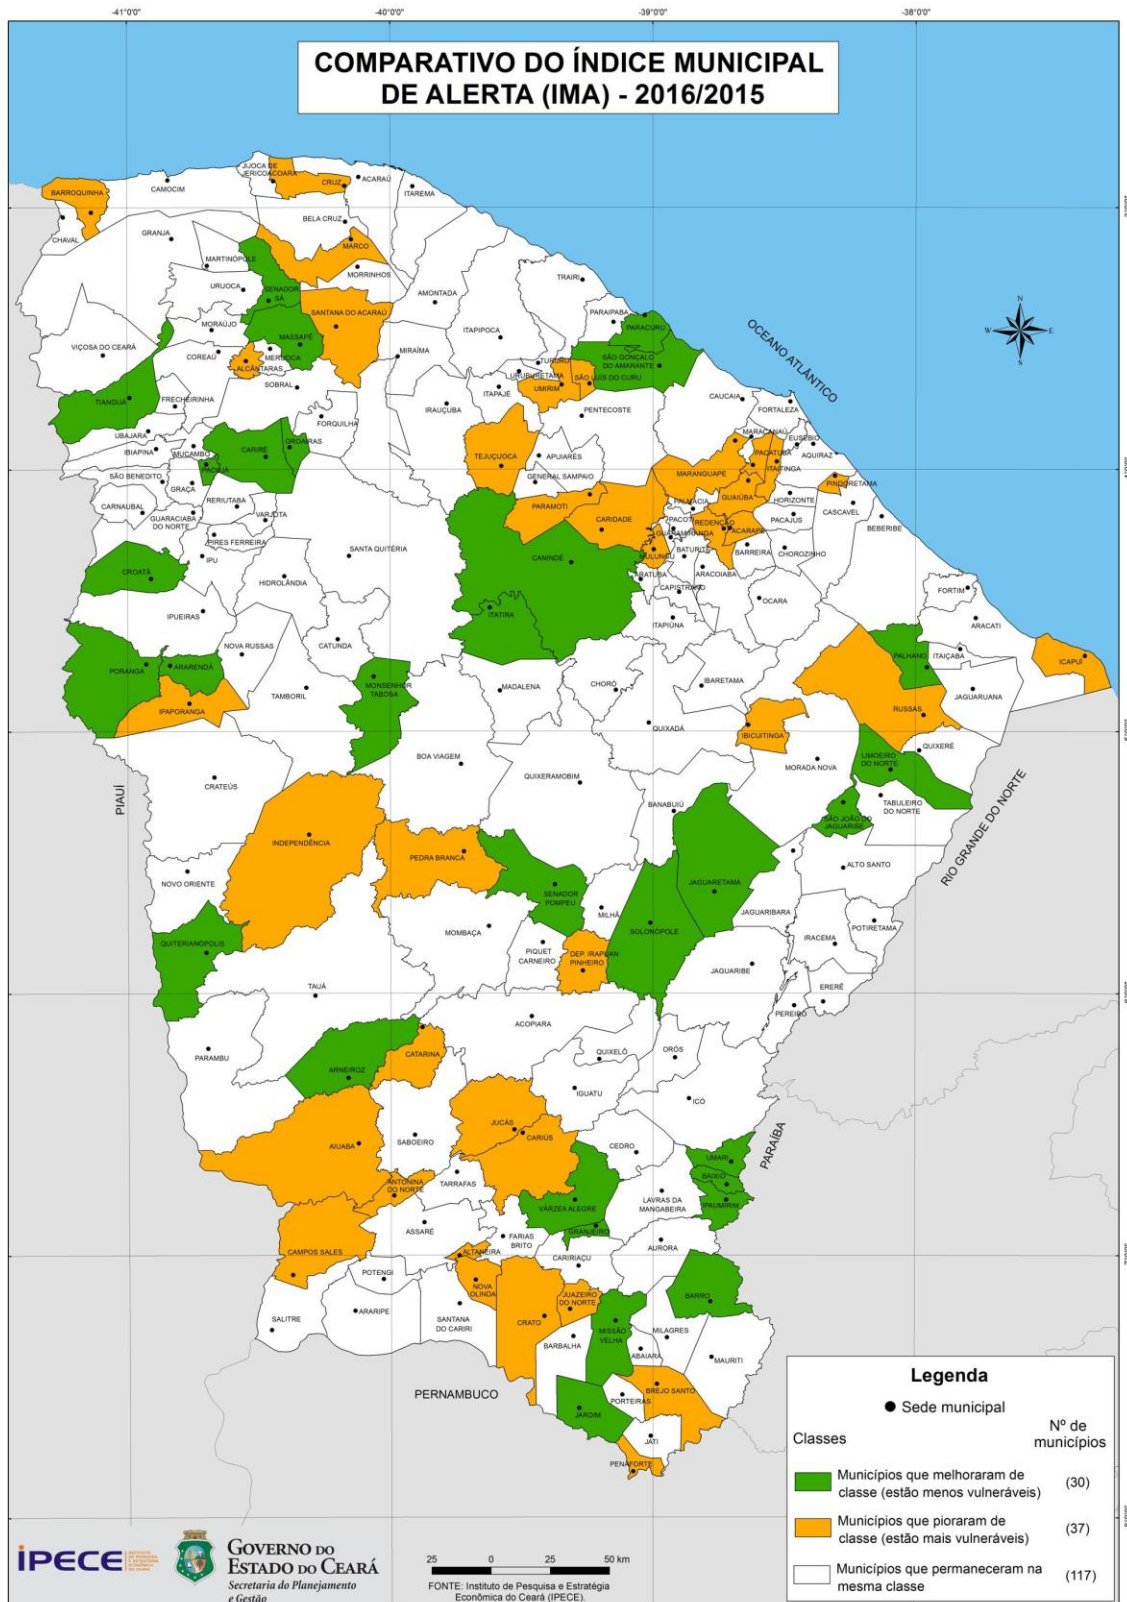 -41°0'0"
-40°0'0"
-39°0'0"
-38°0'0"
COMPARATIVO DO ÍNDICE MUNICIPAL
DE ALERTA (IMA) - 2016/2015
JIJOCA DE
JERICOACOARA
CRUZ
ACARAÚ
BARROQUINHA
CAMOCIM
ITAREMA
CHAVAL
GRANJA
BELA CRUZ
MARCO
MARTINÓPOLE
MORRINHOS
URUOCA
SENADOR
SÁ
TRAIRI
AMONTADA
SANTANA DO ACARAÚ
PARAIPABA
PARACURU
MORAÚJO
MASSAPÊ
ITAPIPOCA
OCEANO ATLÂNTICO
N
W
E
S
VIÇOSA DO CEARÁ
COREAÚ
MERUOCA
MIRAÍMA
SÃO GONÇALO
DO AMARANTE
ALCÂNTARAS
TURURU
URUBURETAMA
SÃO LUÍS DO CURU
SOBRAL
ITAPAJÉ
UMIRIM
TIANGUÁ
FRECHEIRINHA
IRAUÇUBA
CAUCAIA
FORTALEZA
FORQUILHA
PENTECOSTE
UBAJARA
GROAÍRAS
MARACANAÚ
EUSÉBIO
IBIAPINA
MUCAMBO
CARIRÉ
TEJUÇUOCA
APUIARÉS
PACATUBA
AQUIRAZ
PACUJÁ
ITAITINGA
SÃO BENEDITO
GRAÇA
GENERAL SAMPAIO
MARANGUAPE
GUAIÚBA
PINDORETAMA
CARNAUBAL
RERIUTABA
PALMÁCIA
HORIZONTE
CASCAVEL
GUARACIABA
DO NORTE
VARJOTA
PARAMOTI
CARIDADE
PACOTI
REDENÇÃO
PACAJUS
BEBERIBE
PIRES FERREIRA
GUARAMIRANGA
ACARAPE
IPU
SANTA QUITÉRIA
CANINDÉ
MULUNGU
BATURITÉ
BARREIRA
CHOROZINHO
CROATÁ
HIDROLÂNDIA
ARATUBA
ARACOIABA
CAPISTRANO
FORTIM
IPUEIRAS
ITATIRA
ITAPIÚNA
OCARA
ARACATI
NOVA RUSSAS
CATUNDA
PALHANO
ITAIÇABA
ICAPUÍ
PORANGA
ARARENDÁ
MONSENHOR
TABOSA
MADALENA
CHORÓ
IBARETAMA
JAGUARUANA
TAMBORIL
IPAPORANGA
RUSSAS
QUIXADÁ
IBICUITINGA
QUIXERÉ
BOA VIAGEM
LIMOEIRO
DO NORTE
CRATEÚS
QUIXERAMOBIM
MORADA NOVA
PIAUÍ
BANABUIÚ
TABULEIRO
DO NORTE
SÃO JOÃO DO
JAGUARIBE
RIO GRANDE DO NORTE
INDEPENDÊNCIA
PEDRA BRANCA
ALTO SANTO
NOVO ORIENTE
SENADOR
POMPEU
JAGUARETAMA
MILHÃ
JAGUARIBARA
POTIRETAMA
SOLONÓPOLE
MOMBAÇA
IRACEMA
QUITERIANÓPOLIS
PIQUET
CARNEIRO
DEP. IRAPUAN
PINHEIRO
JAGUARIBE
TAUÁ
ERERÊ
PEREIRO
ACOPIARA
PARAMBU
CATARINA
QUIXELÔ
ORÓS
ARNEIROZ
IGUATU
ICÓ
JUCÁS
CARIÚS
AIUABA
SABOEIRO
CEDRO
UMARI
PARAÍBA
BAIXIO
ANTONINA
DO NORTE
TARRAFAS
VÁRZEA ALEGRE
LAVRAS DA
MANGABEIRA
IPAUMIRIM
ASSARÉ
FARIAS
BRITO
GRANJEIRO
CAMPOS SALES
ALTANEIRA
CARIRIAÇU
AURORA
POTENGI
NOVA
OLINDA
JUAZEIRO
DO NORTE
BARRO
ARARIPE
SANTANA
DO CARIRI
CRATO
MISSÃO
VELHA
SALITRE
BARBALHA
MILAGRES
ABAIARA
MAURITI
PERNAMBUCO
BREJO SANTO
PORTEIRAS
JARDIM
JATI
PENAFORTE
Legenda
Sede municipal
Classes
Nº de
municípios
Municípios que melhoraram de
classe (estão menos vulneráveis)
(30)
Municípios que pioraram de
classe (estão mais vulneráveis)
(37)
Municípios que permaneceram na
mesma classe
(117)
IPECE
GOVERNO DO
ESTADO DO CEARÁ
Secretaria do Planejamento
e Gestão
25
0
25
50 km
FONTE: Instituto de Pesquisa e Estratégia
Econômica do Ceará (IPECE).